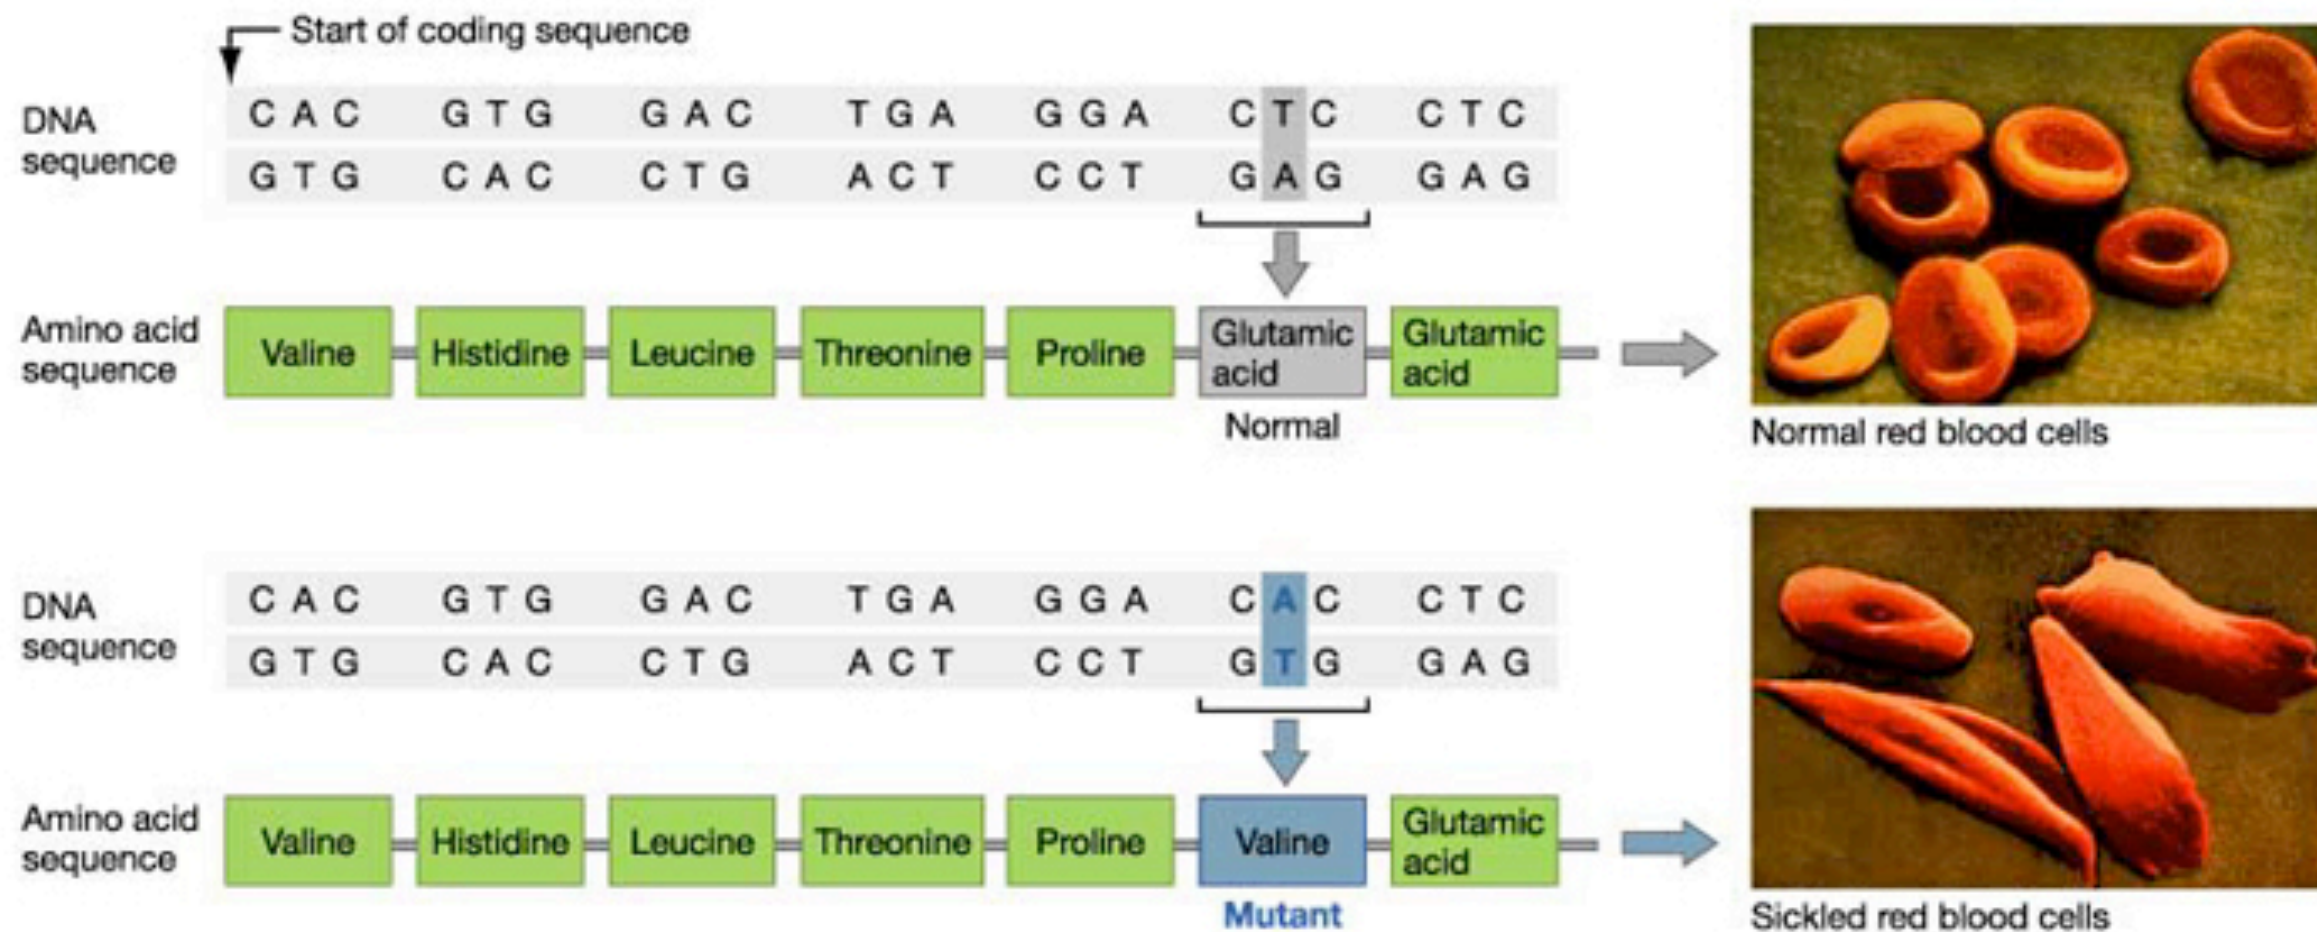 Start of coding sequence
DNA
sequence
C A C G T G G A C T G A G G A C T C C T C
G T G C A C C T G A C T C C T G A G G A G
Amino acid
sequence
Valine Histidine Leucine Threonine Proline Glutamic
acid Glutamic
acid
Normal
Normal red blood cells
DNA
sequence
C A C G T G G A C T G A G G A C A C C T C
G T G C A C C T G A C T C C T G T G G A G
Amino acid
sequence
Valine Histidine Leucine Threonine Proline Valine Glutamic
acid
Mutant
Sickled red blood cells